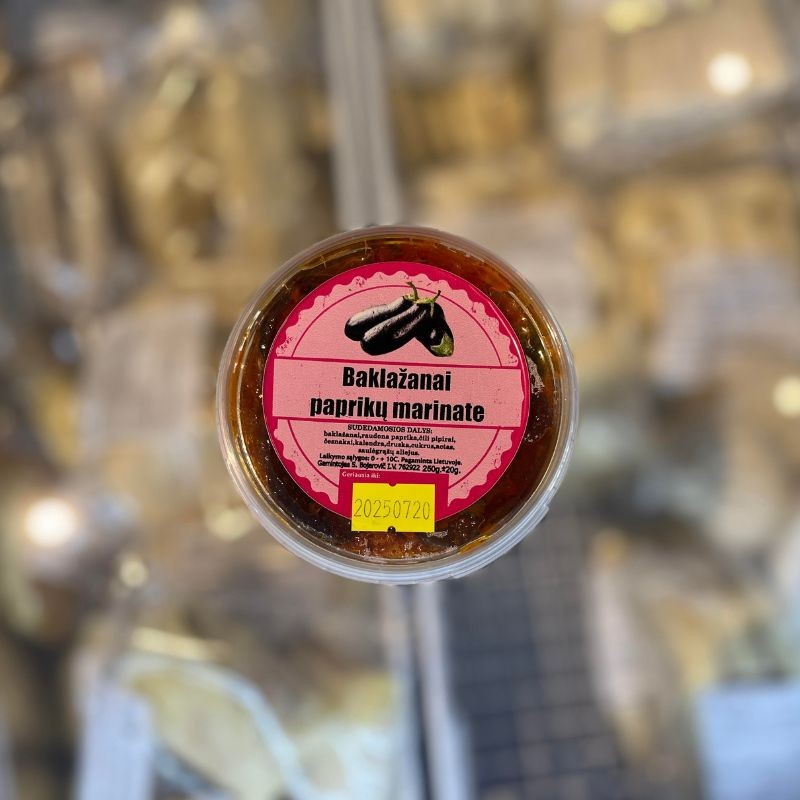 Baklažanai
paprikų marinate
SUDEDAMOSIOS DALYS:
baklažanai,raudona paprika,čili pipirai,
česnakai,kalendra,druska,cukrus,actas,
saulėgrąžų aliejus.
Laikymo sąlygos: 0 - + 10C. Pagaminta Lietuvoje.
Gamintojas S. Bojarovič I.V. 762922 250g.±20g.
Geriausia iki:
20250720